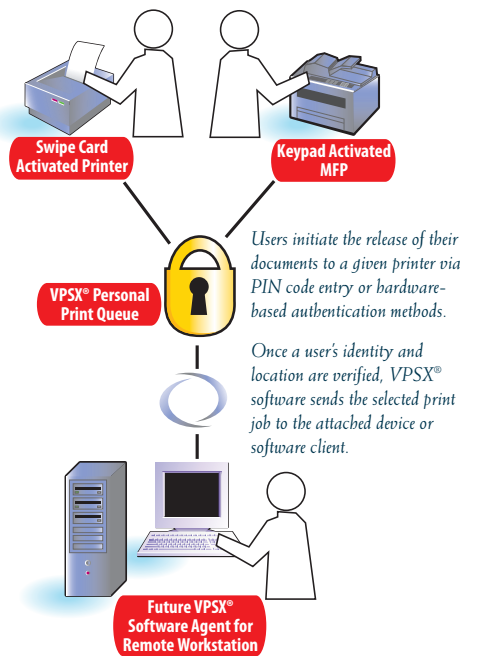 Swipe Card
Activated Printer
Keypad Activated
MFP
VPSX® Personal
Print Queue
Users initiate the release of their
documents to a given printer via
PIN code entry or hardware-
based authentication methods.
Once a user's identity and
location are verified, VPSX®
software sends the selected print
job to the attached device or
software client.
Future VPSX®
Software Agent for
Remote Workstation